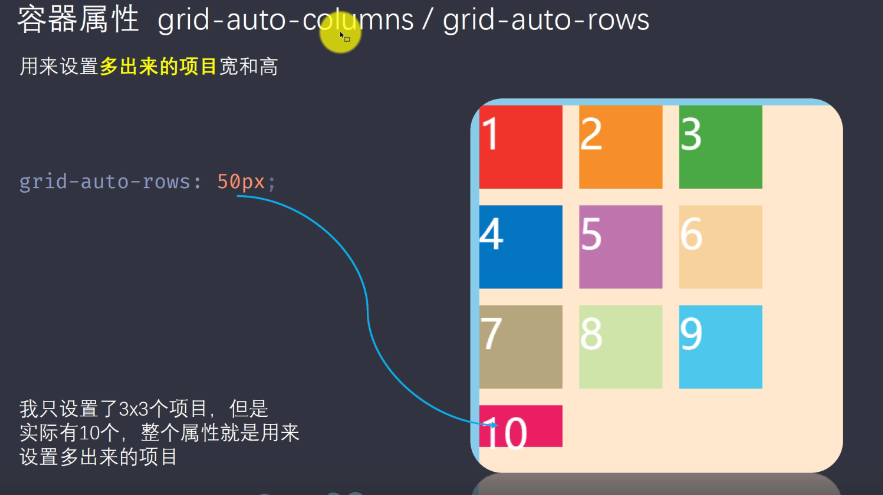 容器属性 grid-auto-columns / grid-auto-rows
用来设置多出来的项目宽和高
grid-auto-rows: 50px;
1 2 3
4 5 6
7 8 9
10
我只设置了3x3个项目，但是
实际有10个，整个属性就是用来
设置多出来的项目